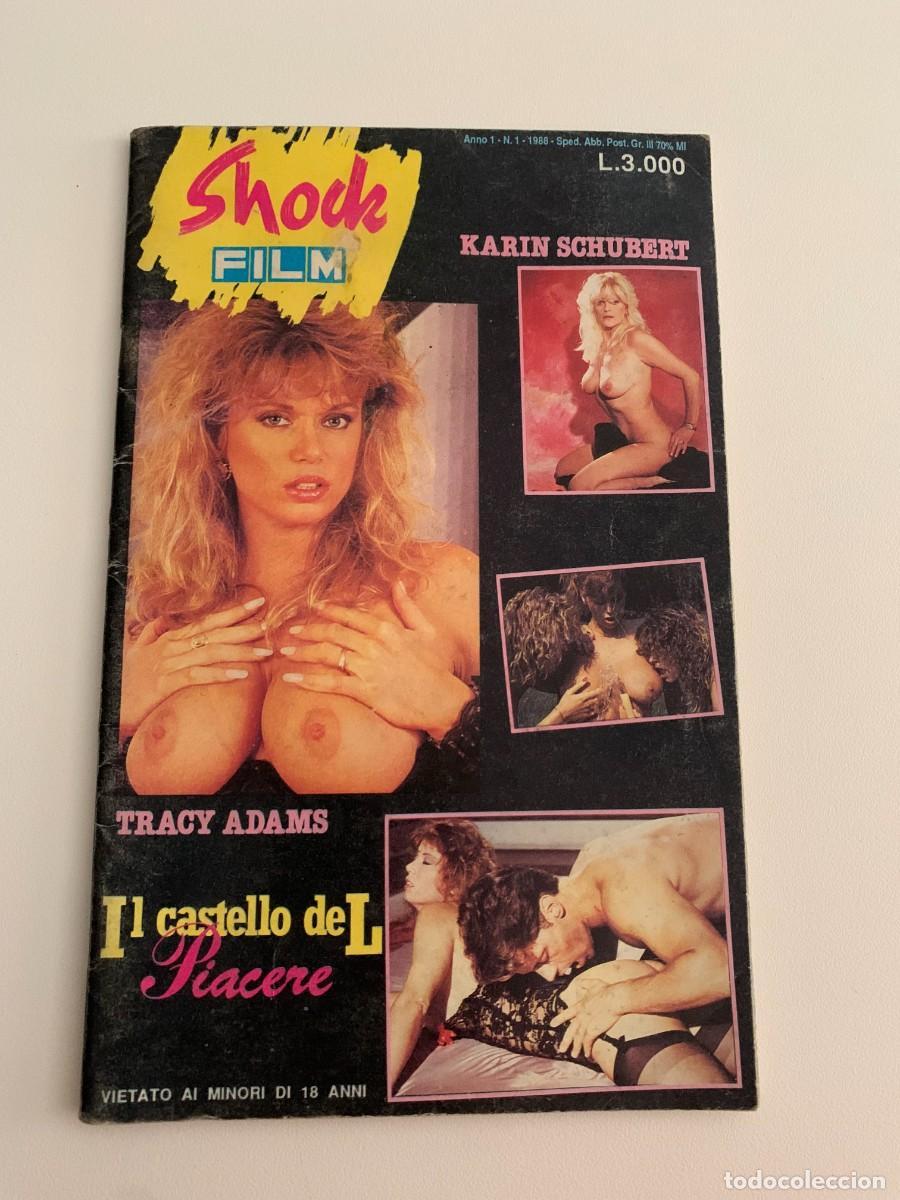 Anno 1 - N. 1 - 1988 - Sped. Abb. Post. Gr. III 70% MI
L.3.000
Shock
FILM
KARIN SCHUBERT
TRACY ADAMS
Il castello deL
Piacere
VIETATO AI MINORI DI 18 ANNI
todocoleccion